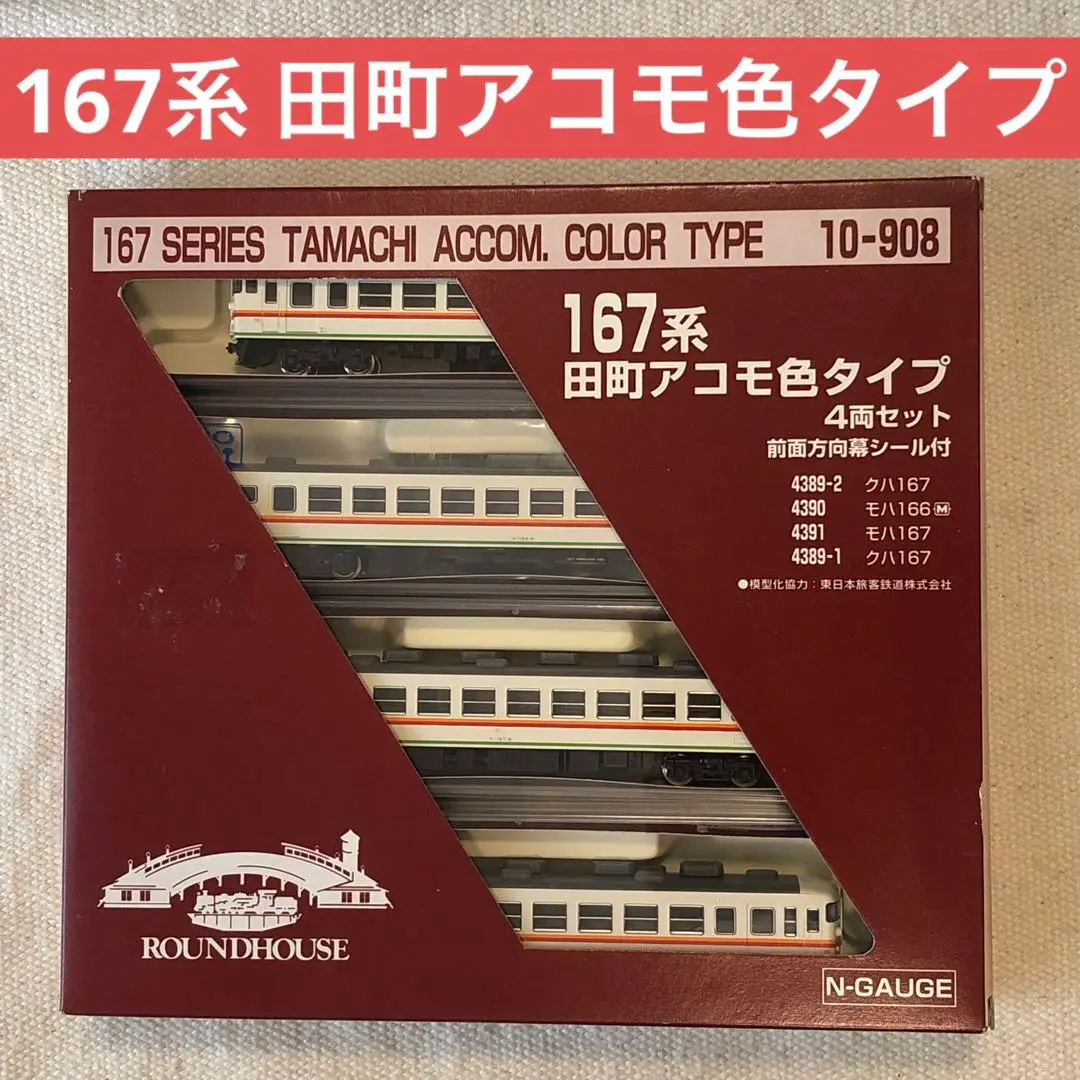 167系 田町アコモ色タイプ
167 SERIES TAMACHI ACCOM. COLOR TYPE 10-908
167系
田町アコモ色タイプ
4両セット
前面方向幕シール付
4389-2 クハ167
4390 モハ166 M
4391 モハ167
4389-1 クハ167
●模型化協力：東日本旅客鉄道株式会社
ROUNDHOUSE
N-GAUGE